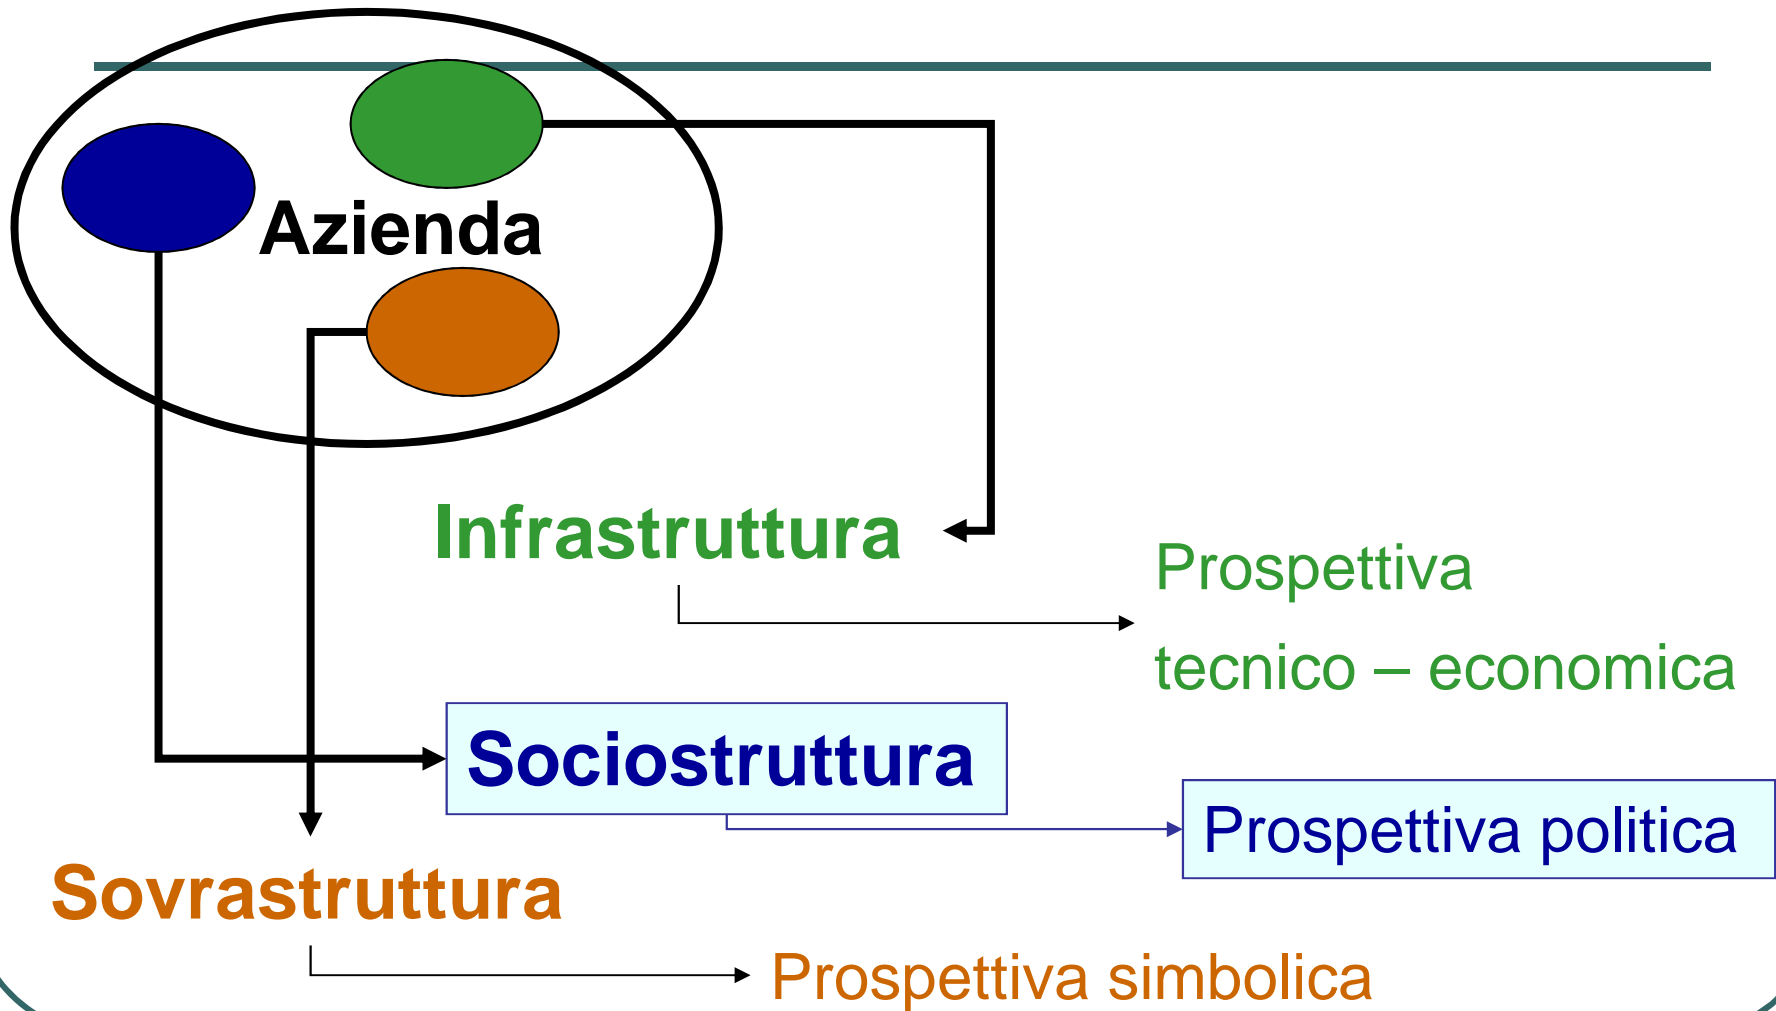 Azienda
Infrastruttura
Prospettiva
tecnico – economica
Sociostruttura
Prospettiva politica
Sovrastruttura
Prospettiva simbolica